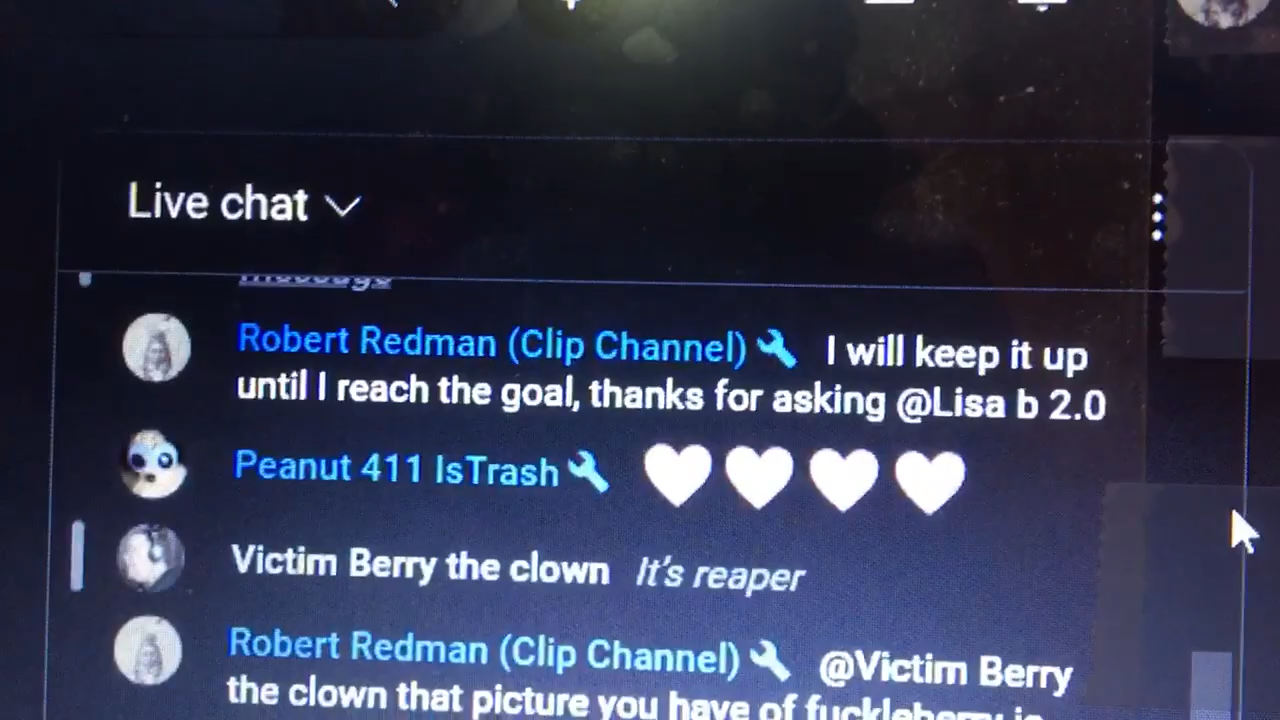 Live chat
message
Robert Redman (Clip Channel) I will keep it up
until I reach the goal, thanks for asking @Lisa b 2.0
Peanut 411 IsTrash
Victim Berry the clown It's reaper
Robert Redman (Clip Channel) @Victim Berry
the clown that picture you have of fuckleberry is